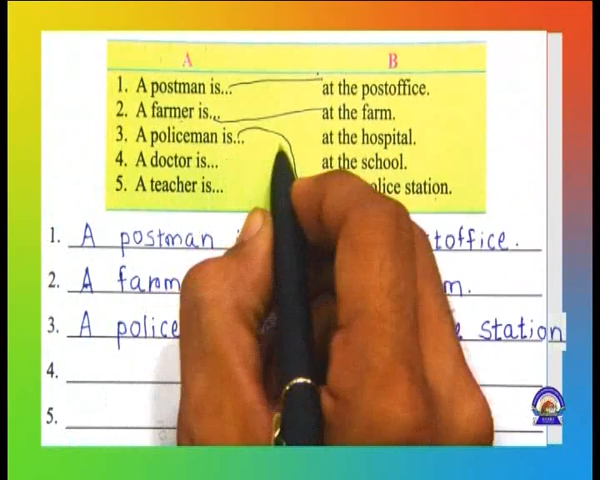 A B
1. A postman is... at the postoffice.
2. A farmer is... at the farm.
3. A policeman is... at the hospital.
4. A doctor is... at the school.
5. A teacher is... station.
1. A postman
2. A farm
3. A police station
4.
5.